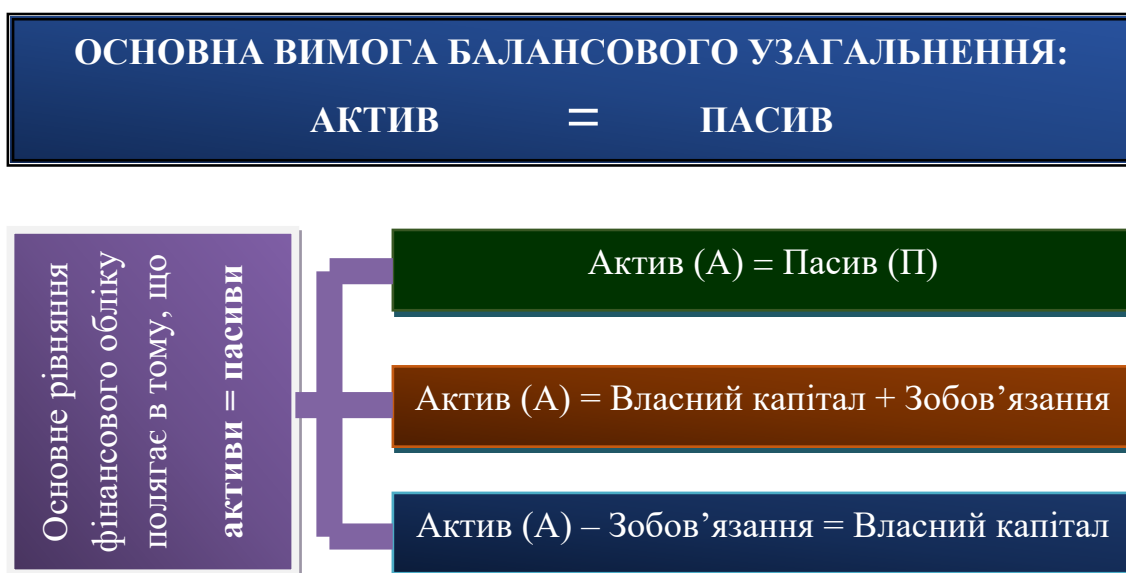 ОСНОВНА ВИМОГА БАЛАНСОВОГО УЗАГАЛЬНЕННЯ:
АКТИВ = ПАСИВ
Основне рівняння
фінансового обліку
полягає в тому, що
активи = пасиви
Актив (А) = Пасив (П)
Актив (А) = Власний капітал + Зобов’язання
Актив (А) – Зобов’язання = Власний капітал